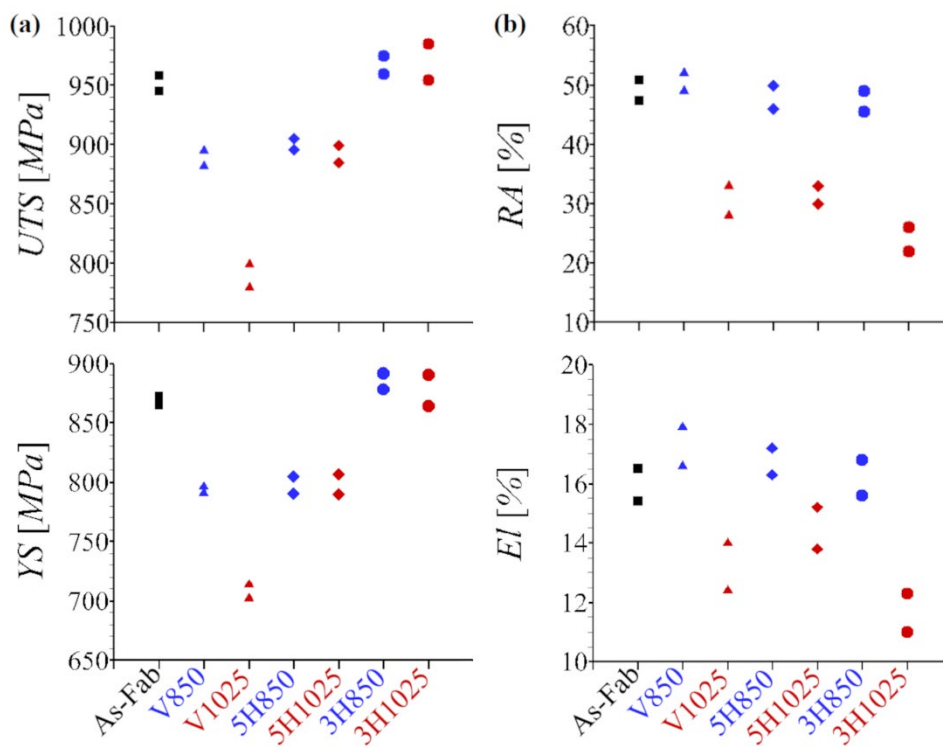 (a)
UTS [MPa]
1000
950
900
850
800
750
(b)
RA [%]
60
50
40
30
20
10
YS [MPa]
900
850
800
750
700
650
As-Fab
V850
V1025
5H850
5H1025
3H850
3H1025
El [%]
20
18
16
14
12
10
As-Fab
V850
V1025
5H850
5H1025
3H850
3H1025